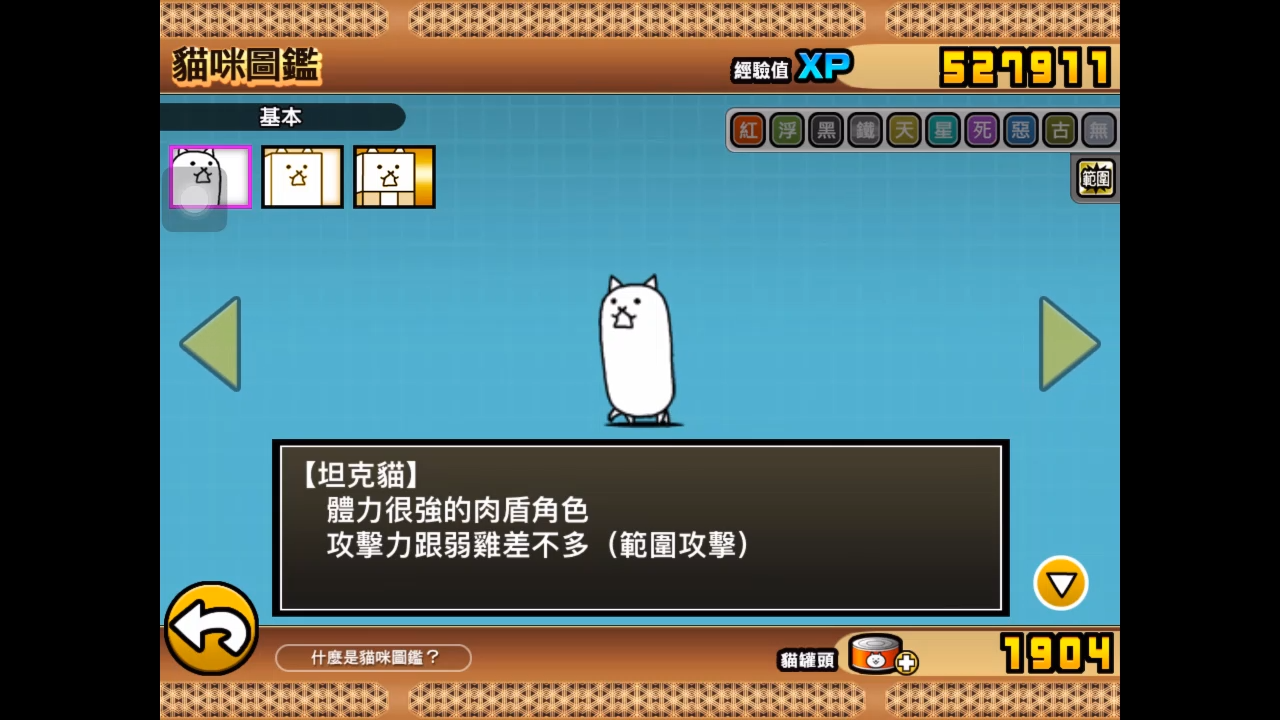 貓咪圖鑑
經驗值 XP 527911
基本
紅 浮 黑 鐵 天 星 死 惡 古 無
範圍
【坦克貓】
體力很強的肉盾角色
攻擊力跟弱雞差不多（範圍攻擊）
什麼是貓咪圖鑑？
貓罐頭 1904